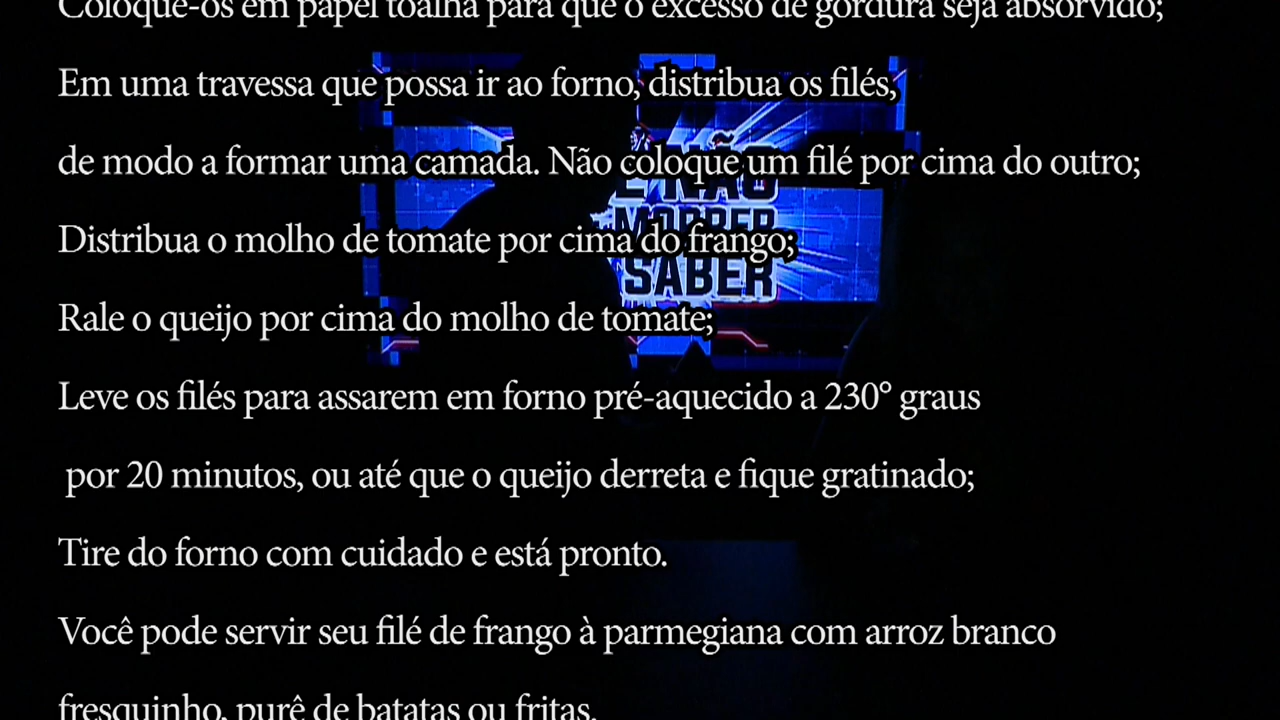 Coloque-os em papel toalha para que o excesso de gordura seja absorvido;
Em uma travessa que possa ir ao forno, distribua os filés,
de modo a formar uma camada. Não coloque um filé por cima do outro;
E NÃO
MORRER
Distribua o molho de tomate por cima do frango;
SABER
Rale o queijo por cima do molho de tomate;
Leve os filés para assarem em forno pré-aquecido a 230° graus
por 20 minutos, ou até que o queijo derreta e fique gratinado;
Tire do forno com cuidado e está pronto.
Você pode servir seu filé de frango à parmegiana com arroz branco
fresquinho, purê de batatas ou fritas.